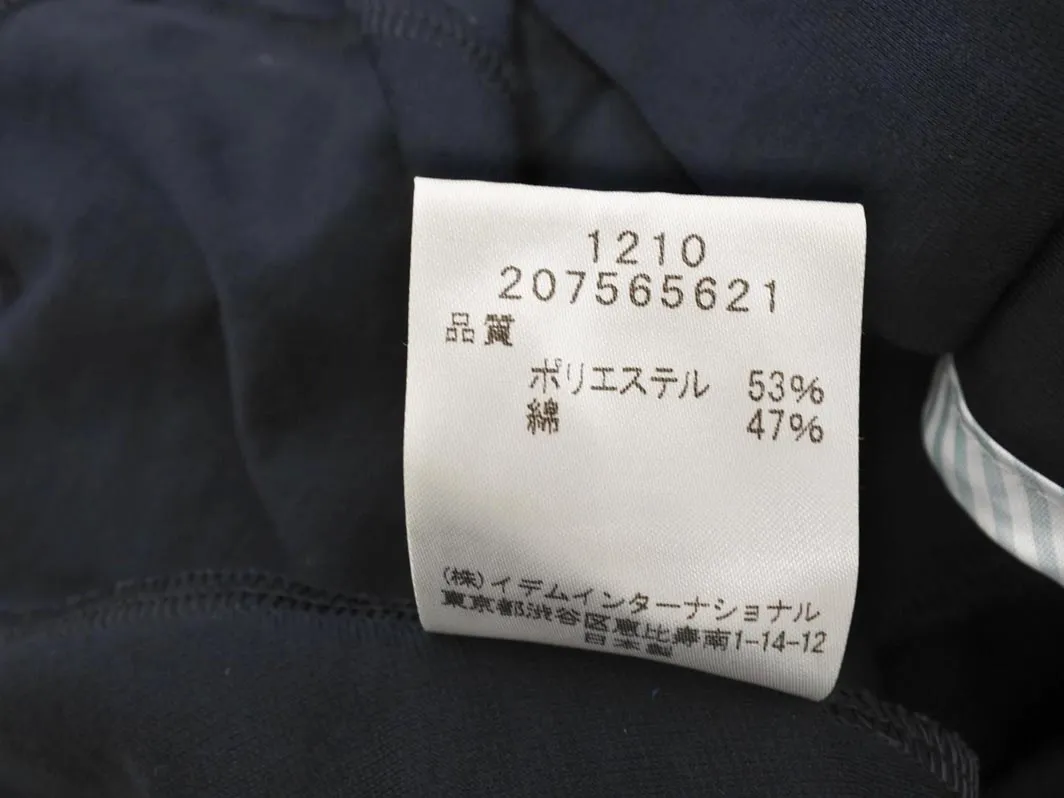 1210
207565621
品質
ポリエステル 53%
綿 47%
(株)イデムインターナショナル
東京都渋谷区恵比寿南1-14-12
日本製